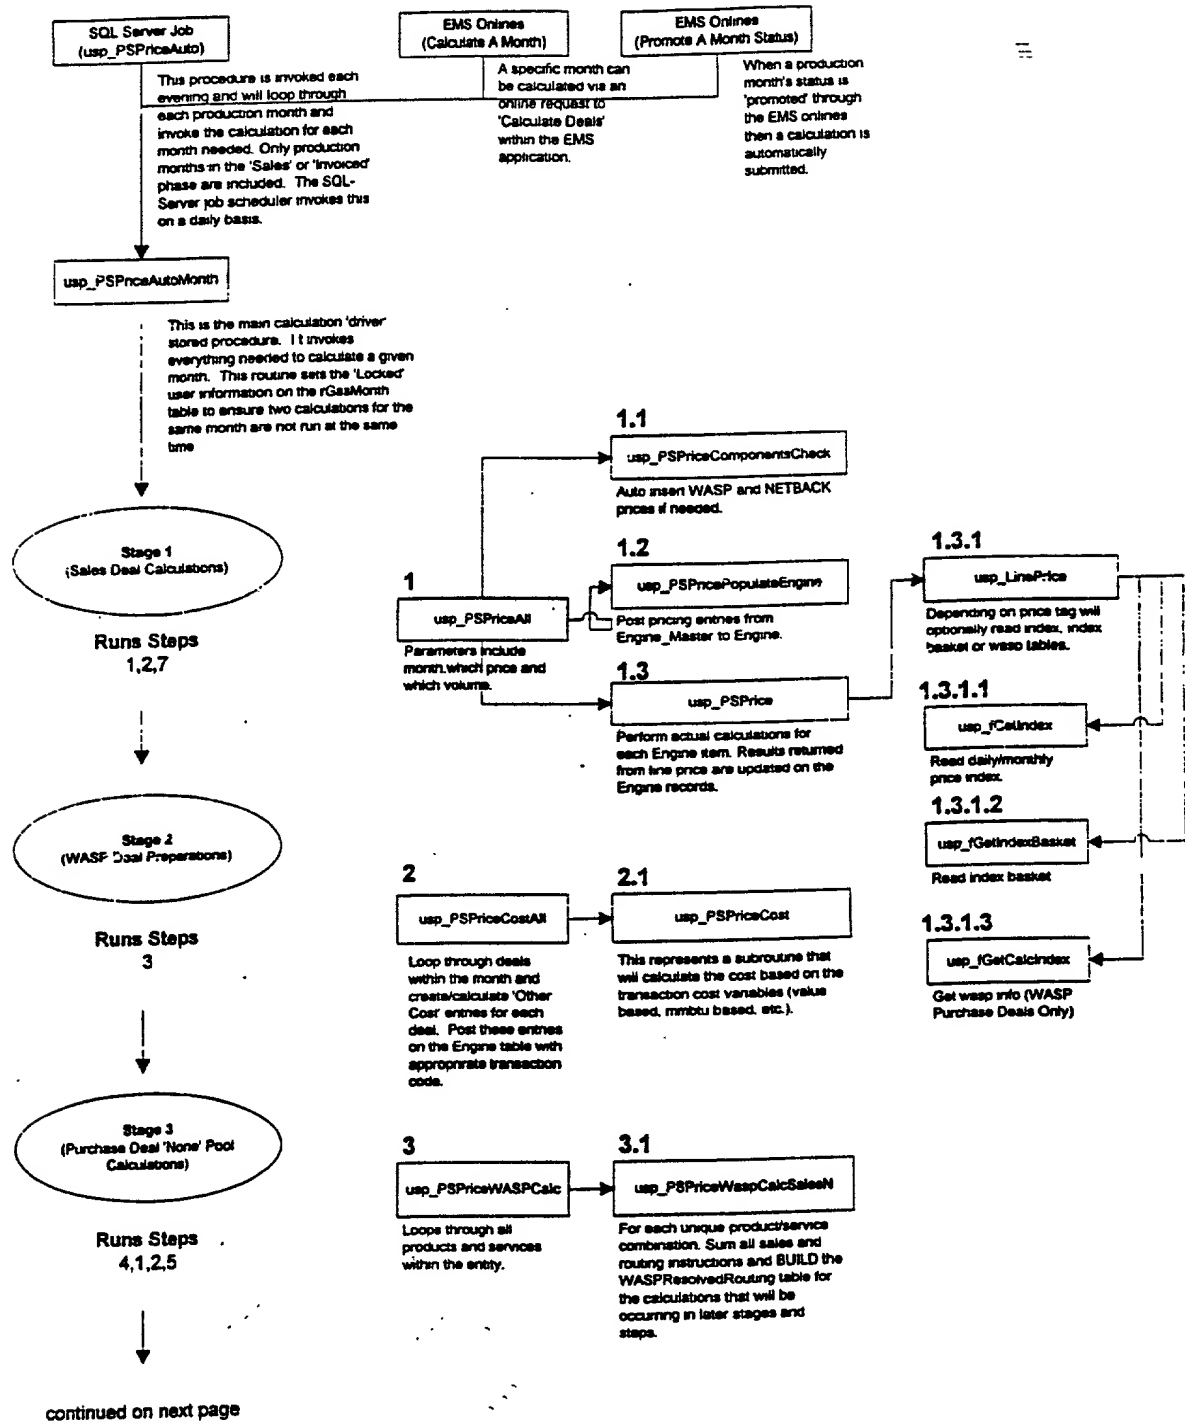 SQL Server Job
(usp_PSPriceAuto)
EMS Onlines
(Calculate A Month)
EMS Onlines
(Promote A Month Status)
This procedure is invoked each
evening and will loop through
each production month and
invoke the calculation for each
month needed. Only production
months in the 'Sales' or 'Invoiced'
phase are included. The SQL-
Server job scheduler invokes this
on a daily basis.
A specific month can
be calculated via an
online request to
'Calculate Deals'
within the EMS
application.
When a production
month's status is
'promoted' through
the EMS onlines
then a calculation is
automatically
submitted.
usp_PSPriceAutoMonth
This is the main calculation 'driver'
stored procedure. I t invokes
everything needed to calculate a given
month. This routine sets the 'Locked'
user information on the rGasMonth
table to ensure two calculations for the
same month are not run at the same
time
Stage 1
(Sales Deal Calculations)
Runs Steps
1,2,7
Stage 2
(WASP Deal Preparations)
Runs Steps
3
Stage 3
(Purchase Deal 'None' Pool
Calculations)
Runs Steps
4,1,2,5
continued on next page
1
usp_PSPriceAll
Parameters include
month,which price and
which volume.
1.1
usp_PSPriceComponentsCheck
Auto insert WASP and NETBACK
prices if needed.
1.2
usp_PSPricePopulateEngine
Post pricing entries from
Engine_Master to Engine.
1.3
usp_PSPrice
Perform actual calculations for
each Engine item. Results returned
from line price are updated on the
Engine records.
1.3.1
usp_LinePrice
Depending on price tag will
optionally read index, index
basket or wasp tables.
1.3.1.1
usp_fGetIndex
Read daily/monthly
price index.
1.3.1.2
usp_fGetIndexBasket
Read index basket
1.3.1.3
usp_fGetCalcIndex
Get wasp info (WASP
Purchase Deals Only)
2
usp_PSPriceCostAll
Loop through deals
within the month and
create/calculate 'Other
Cost' entries for each
deal. Post these entries
on the Engine table with
appropriate transaction
code.
2.1
usp_PSPriceCost
This represents a subroutine that
will calculate the cost based on the
transaction cost variables (value
based, mmbtu based, etc.).
3
usp_PSPriceWASPCalc
Loops through all
products and services
within the entity.
3.1
usp_PSPriceWaspCalcSalesN
For each unique product/service
combination. Sum all sales and
routing instructions and BUILD the
WASPResolvedRouting table for
the calculations that will be
occurring in later stages and
steps.